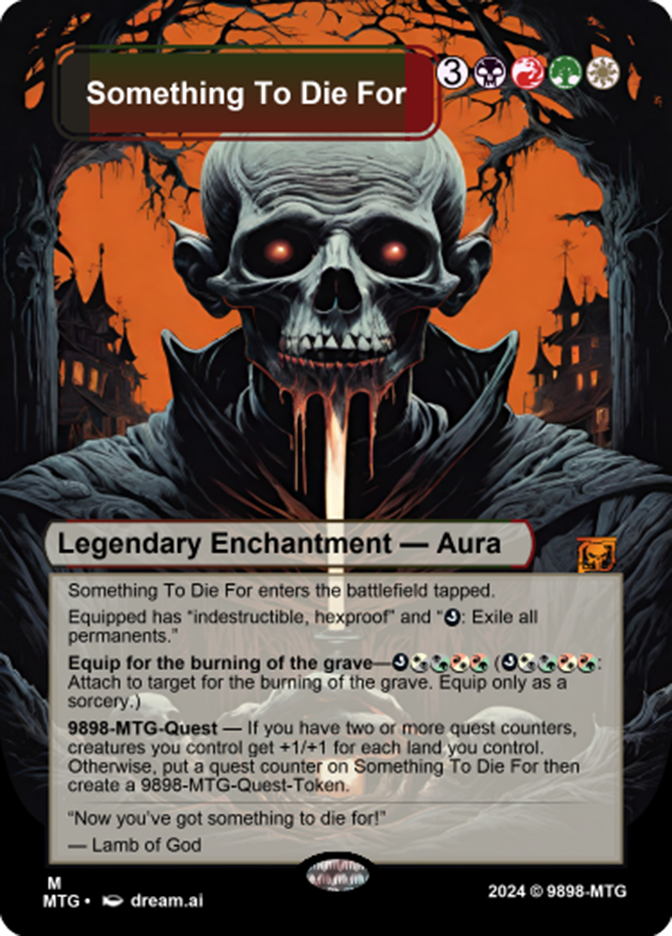 Something To Die For
3
Legendary Enchantment — Aura
Something To Die For enters the battlefield tapped.
Equipped has “indestructible, hexproof” and “: Exile all
permanents.”
Equip for the burning of the grave— ( :
Attach to target for the burning of the grave. Equip only as a
sorcery.)
9898-MTG-Quest — If you have two or more quest counters,
creatures you control get +1/+1 for each land you control.
Otherwise, put a quest counter on Something To Die For then
create a 9898-MTG-Quest-Token.
“Now you’ve got something to die for!”
— Lamb of God
M
MTG • dream.ai
2024 © 9898-MTG